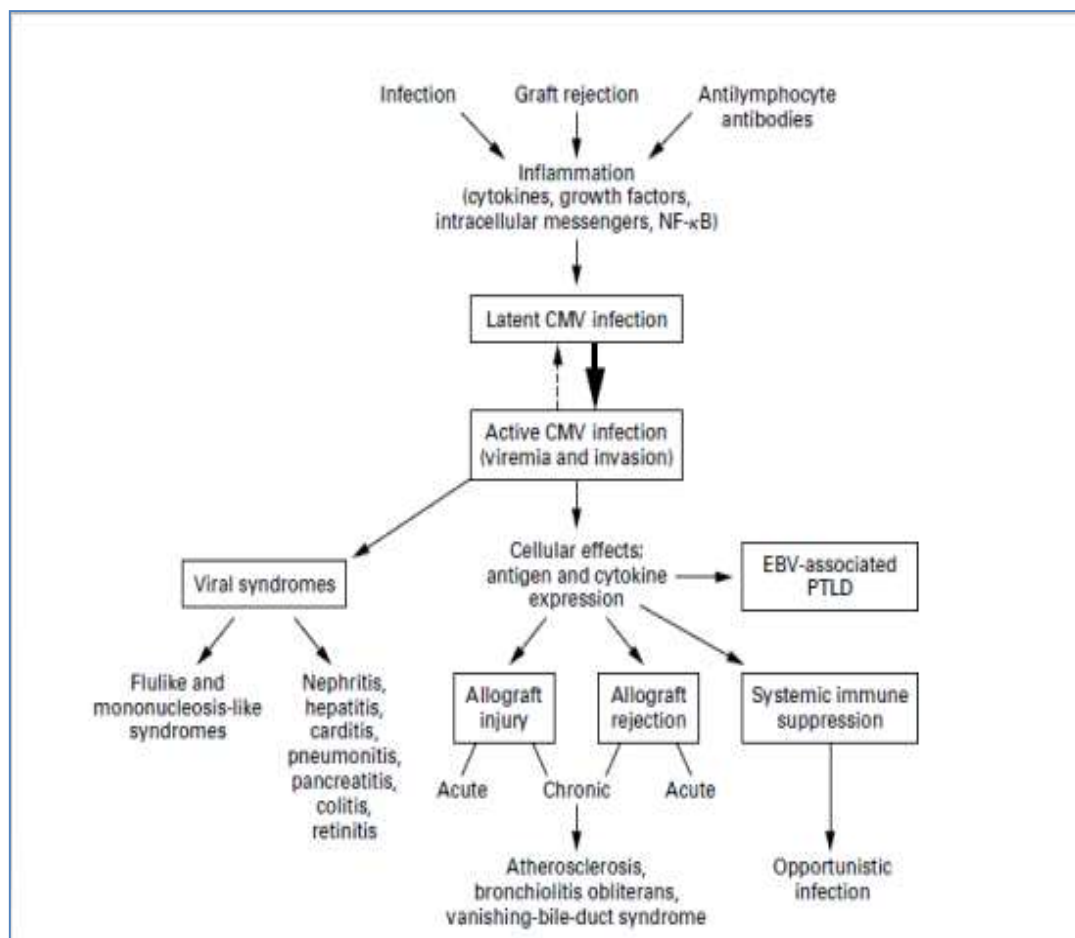 Infection
Graft rejection
Antilymphocyte
antibodies
Inflammation
(cytokines, growth factors,
intracellular messengers, NF-κB)
Latent CMV infection
Active CMV infection
(viremia and invasion)
Viral syndromes
Cellular effects:
antigen and cytokine
expression
EBV-associated
PTLD
Flulike and
mononucleosis-like
syndromes
Nephritis,
hepatitis,
carditis,
pneumonitis,
pancreatitis,
colitis,
retinitis
Allograft
injury
Allograft
rejection
Systemic immune
suppression
Acute
Chronic
Acute
Atherosclerosis,
bronchiolitis obliterans,
vanishing-bile-duct syndrome
Opportunistic
infection